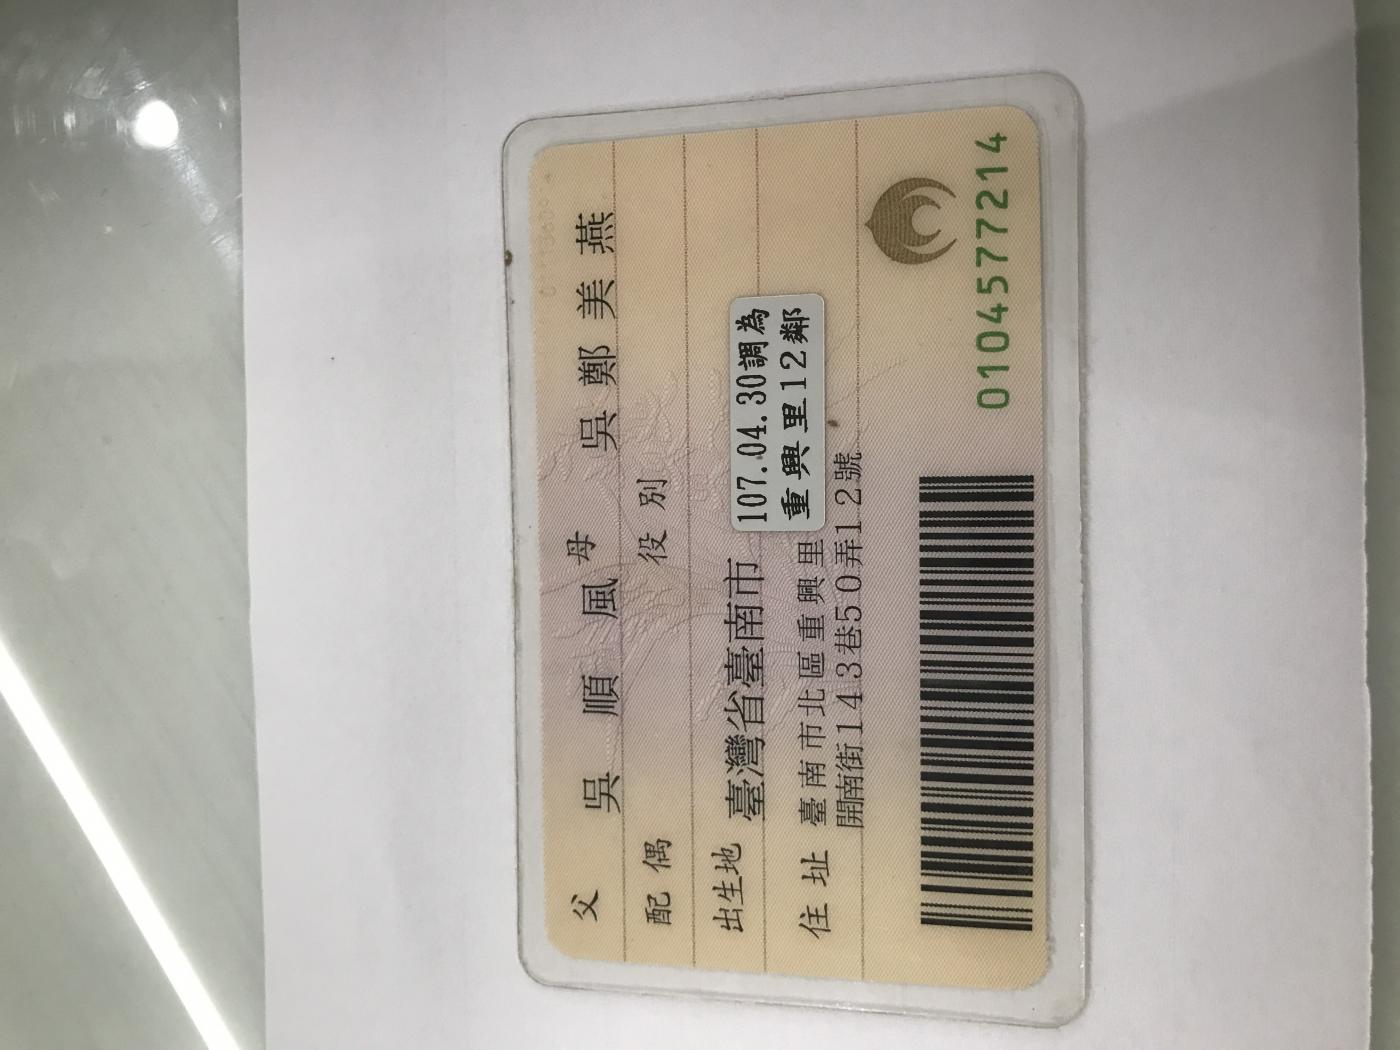 父 吳順風 母 吳鄭美燕
配偶 役別
出生地 臺灣省臺南市
住址 臺南市北區重興里
107.04.30調為
重興里12鄰
開南街143巷50弄12號
0104577214